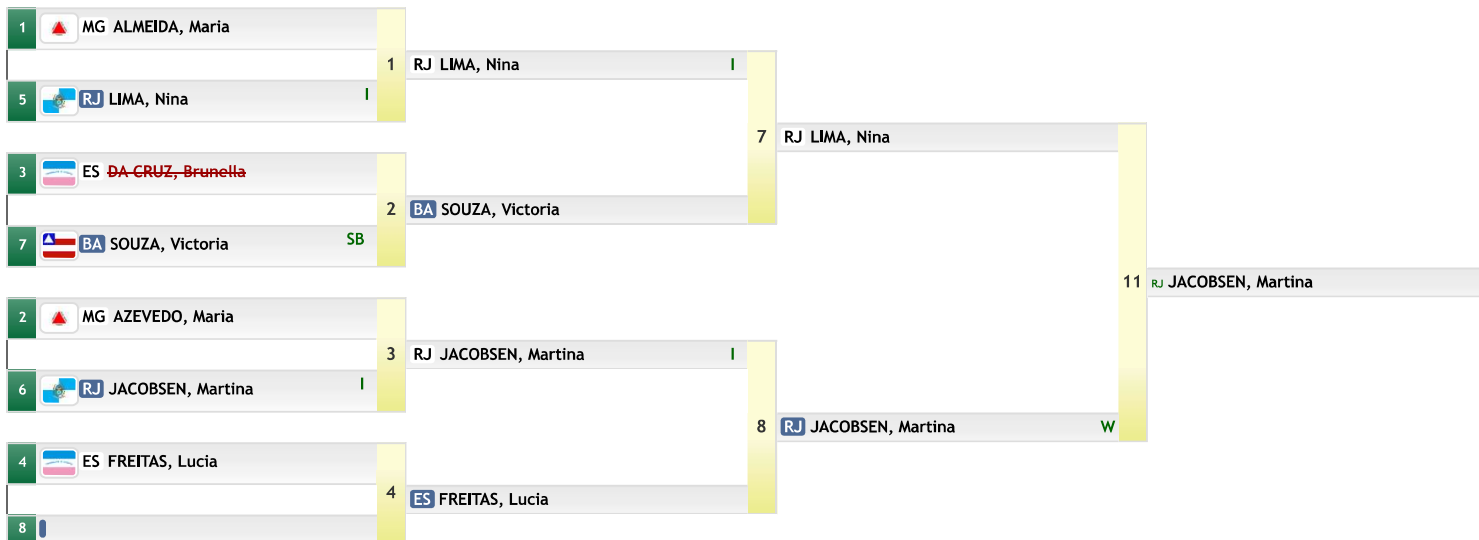 1 MG ALMEIDA, Maria
1 RJ LIMA, Nina I
5 RJ LIMA, Nina I
7 RJ LIMA, Nina
3 ES DA CRUZ, Brunella
2 BA SOUZA, Victoria
7 BA SOUZA, Victoria SB
11 RJ JACOBSEN, Martina
2 MG AZEVEDO, Maria
3 RJ JACOBSEN, Martina I
6 RJ JACOBSEN, Martina I
8 RJ JACOBSEN, Martina W
4 ES FREITAS, Lucia
4 ES FREITAS, Lucia
8